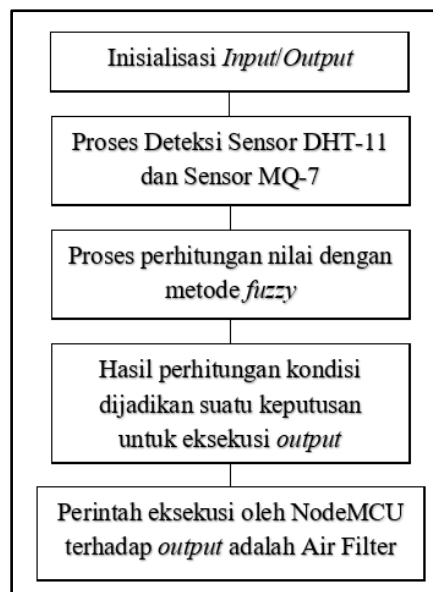 Inisialisasi Input/Output
Proses Deteksi Sensor DHT-11
dan Sensor MQ-7
Proses perhitungan nilai dengan
metode fuzzy
Hasil perhitungan kondisi
dijadikan suatu keputusan
untuk eksekusi output
Perintah eksekusi oleh NodeMCU
terhadap output adalah Air Filter